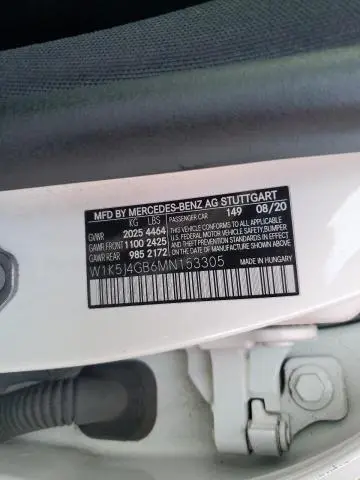 MFD BY MERCEDES-BENZ AG STUTTGART
KG LBS PASSENGER CAR 149 08/20
GVWR 2025 4464 THIS VEHICLE CONFORMS TO ALL APPLICABLE
GAWR FRONT 1100 2425 U.S. FEDERAL MOTOR VEHICLE SAFETY,BUMPER
GAWR REAR 985 2172 AND THEFT PREVENTION STANDARDS IN EFFECT
ON THE DATE OF MANUFACTURE SHOWN ABOVE.
W1K5J4GB6MN153305
MADE IN HUNGARY